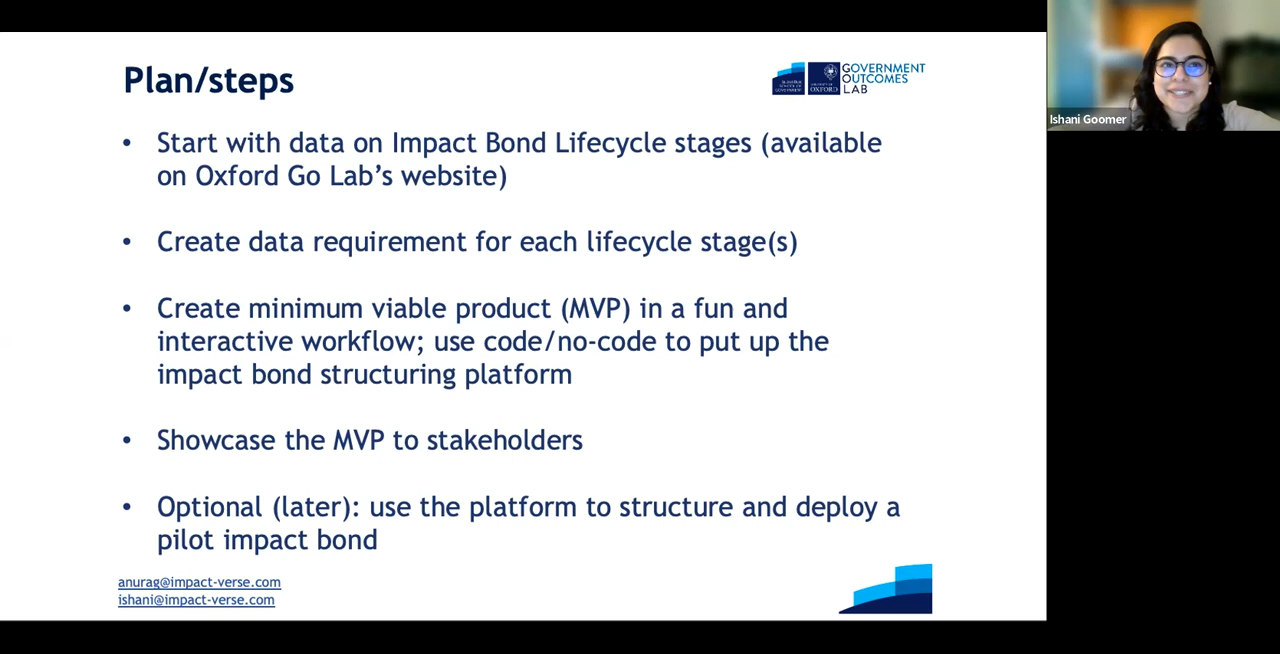 Plan/steps
GOVERNMENT
OUTCOMES
LAB
OXFORD
Ishani Goomer
• Start with data on Impact Bond Lifecycle stages (available
on Oxford Go Lab's website)
• Create data requirement for each lifecycle stage(s)
• Create minimum viable product (MVP) in a fun and
interactive workflow; use code/no-code to put up the
impact bond structuring platform
• Showcase the MVP to stakeholders
• Optional (later): use the platform to structure and deploy a
pilot impact bond
anurag@impact-verse.com
ishani@impact-verse.com